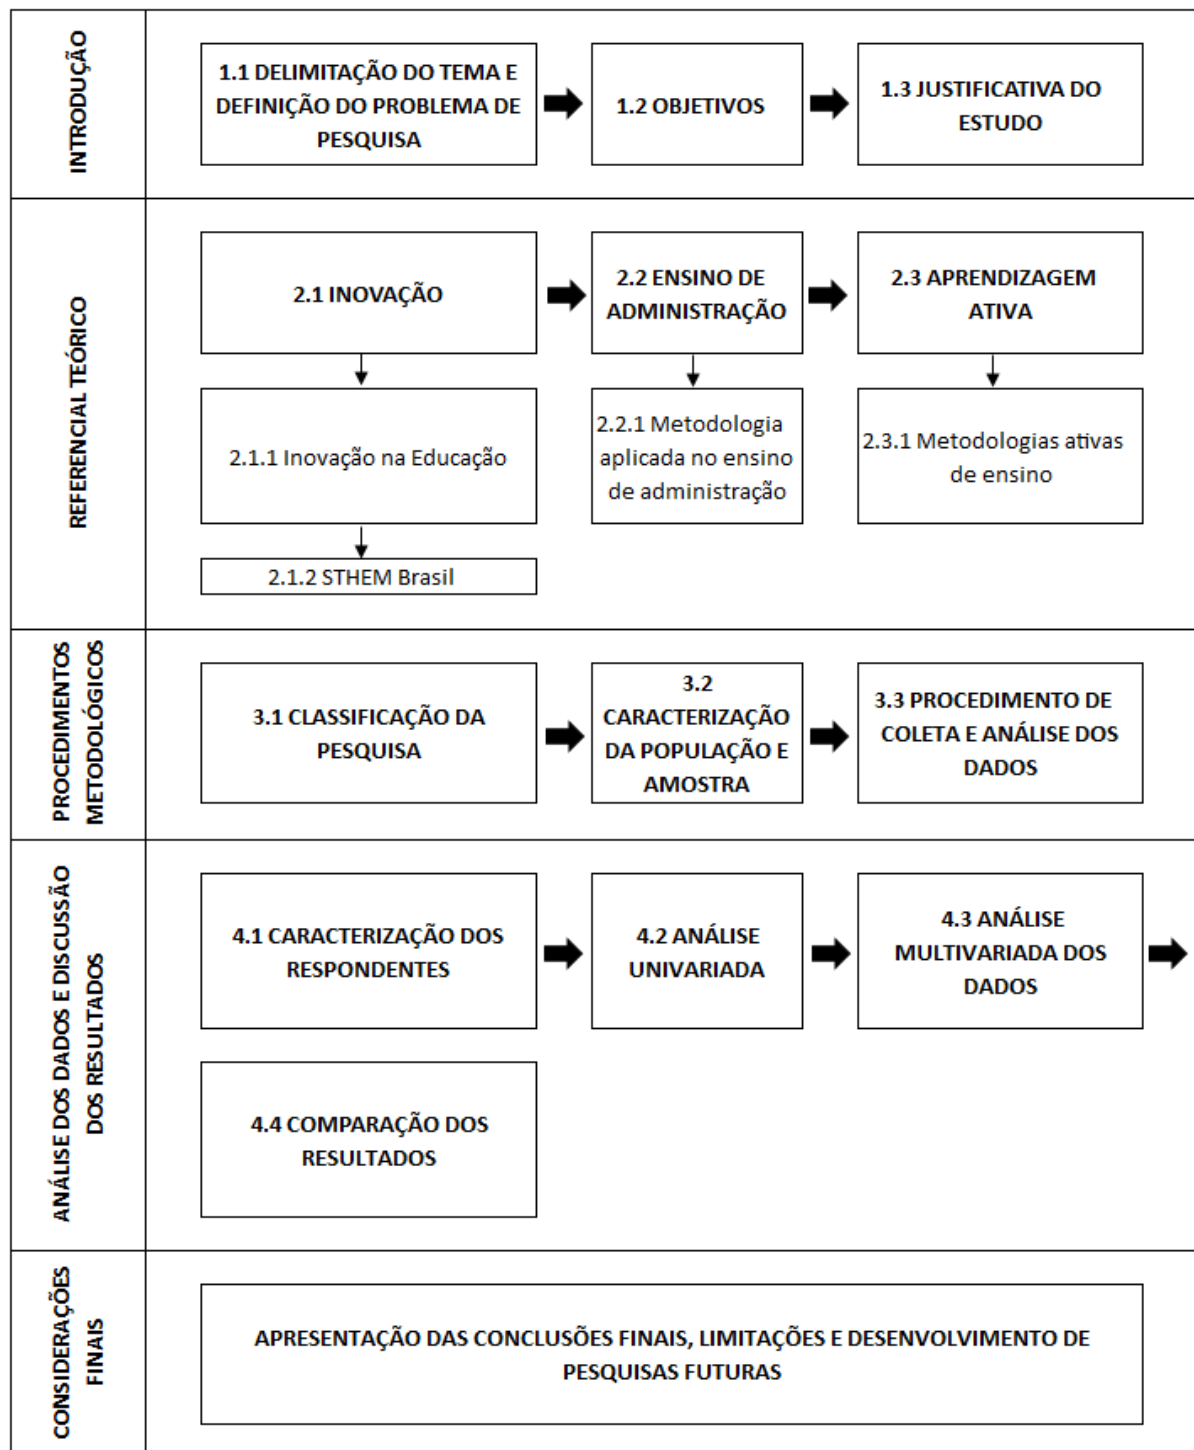 INTRODUÇÃO
1.1 DELIMITAÇÃO DO TEMA E
DEFINIÇÃO DO PROBLEMA DE
PESQUISA
1.2 OBJETIVOS
1.3 JUSTIFICATIVA DO
ESTUDO
REFERENCIAL TEÓRICO
2.1 INOVAÇÃO
2.2 ENSINO DE
ADMINISTRAÇÃO
2.3 APRENDIZAGEM
ATIVA
2.1.1 Inovação na Educação
2.2.1 Metodologia
aplicada no ensino
de administração
2.3.1 Metodologias ativas
de ensino
2.1.2 STHEM Brasil
PROCEDIMENTOS
METODOLÓGICOS
3.1 CLASSIFICAÇÃO DA
PESQUISA
3.2
CARACTERIZAÇÃO
DA POPULAÇÃO E
AMOSTRA
3.3 PROCEDIMENTO DE
COLETA E ANÁLISE DOS
DADOS
ANÁLISE DOS DADOS E DISCUSSÃO
DOS RESULTADOS
4.1 CARACTERIZAÇÃO DOS
RESPONDENTES
4.2 ANÁLISE
UNIVARIADA
4.3 ANÁLISE
MULTIVARIADA DOS
DADOS
4.4 COMPARAÇÃO DOS
RESULTADOS
CONSIDERAÇÕES
FINAIS
APRESENTAÇÃO DAS CONCLUSÕES FINAIS, LIMITAÇÕES E DESENVOLVIMENTO DE
PESQUISAS FUTURAS